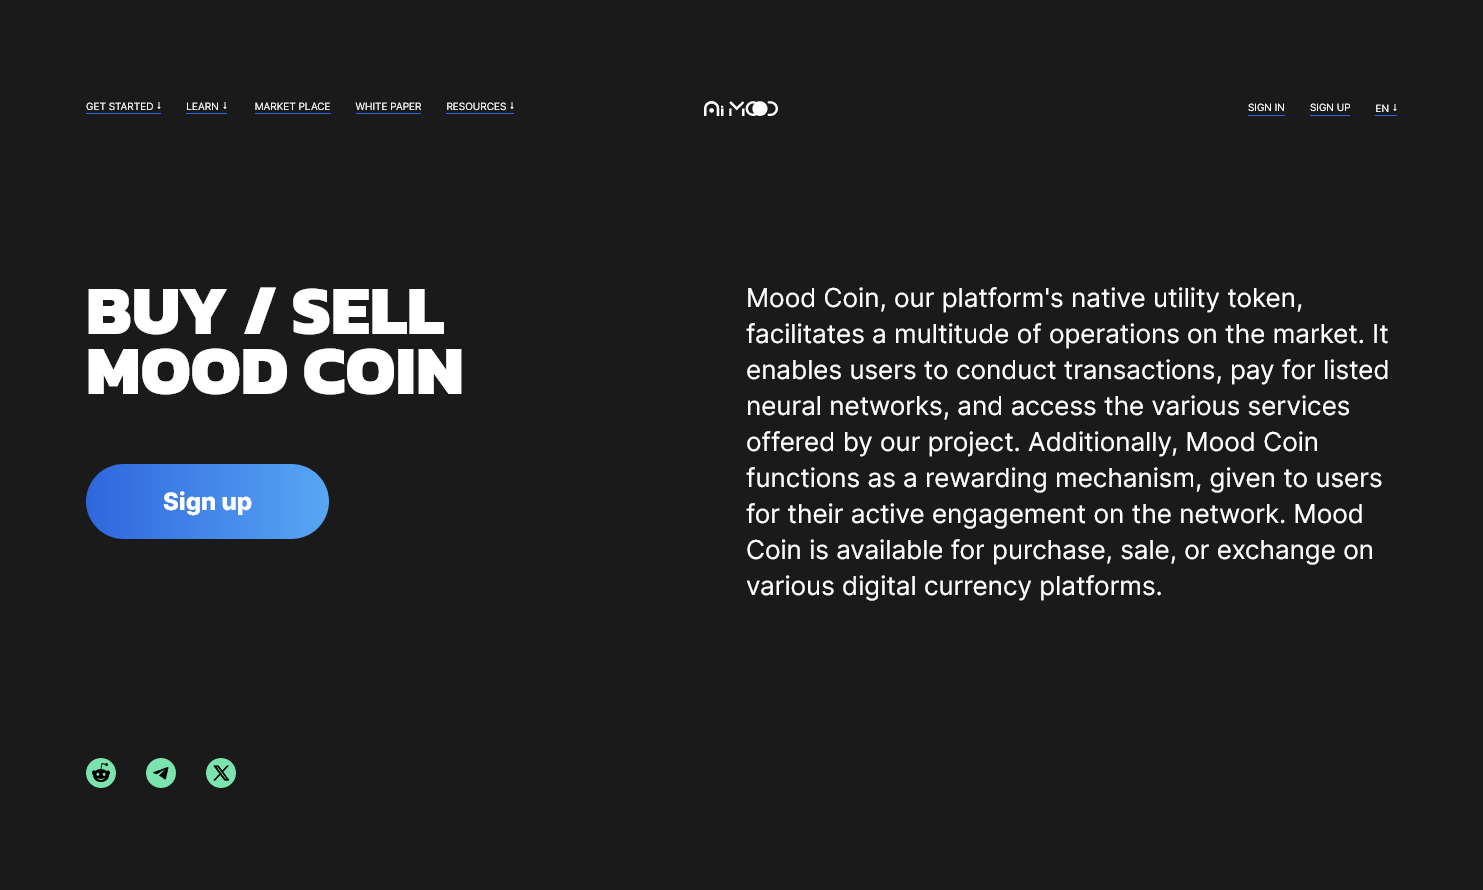 GET STARTED ↓ LEARN ↓ MARKET PLACE WHITE PAPER RESOURCES ↓ Ai MOOD SIGN IN SIGN UP EN ↓
BUY / SELL
MOOD COIN
Sign up
Mood Coin, our platform's native utility token,
facilitates a multitude of operations on the market. It
enables users to conduct transactions, pay for listed
neural networks, and access the various services
offered by our project. Additionally, Mood Coin
functions as a rewarding mechanism, given to users
for their active engagement on the network. Mood
Coin is available for purchase, sale, or exchange on
various digital currency platforms.